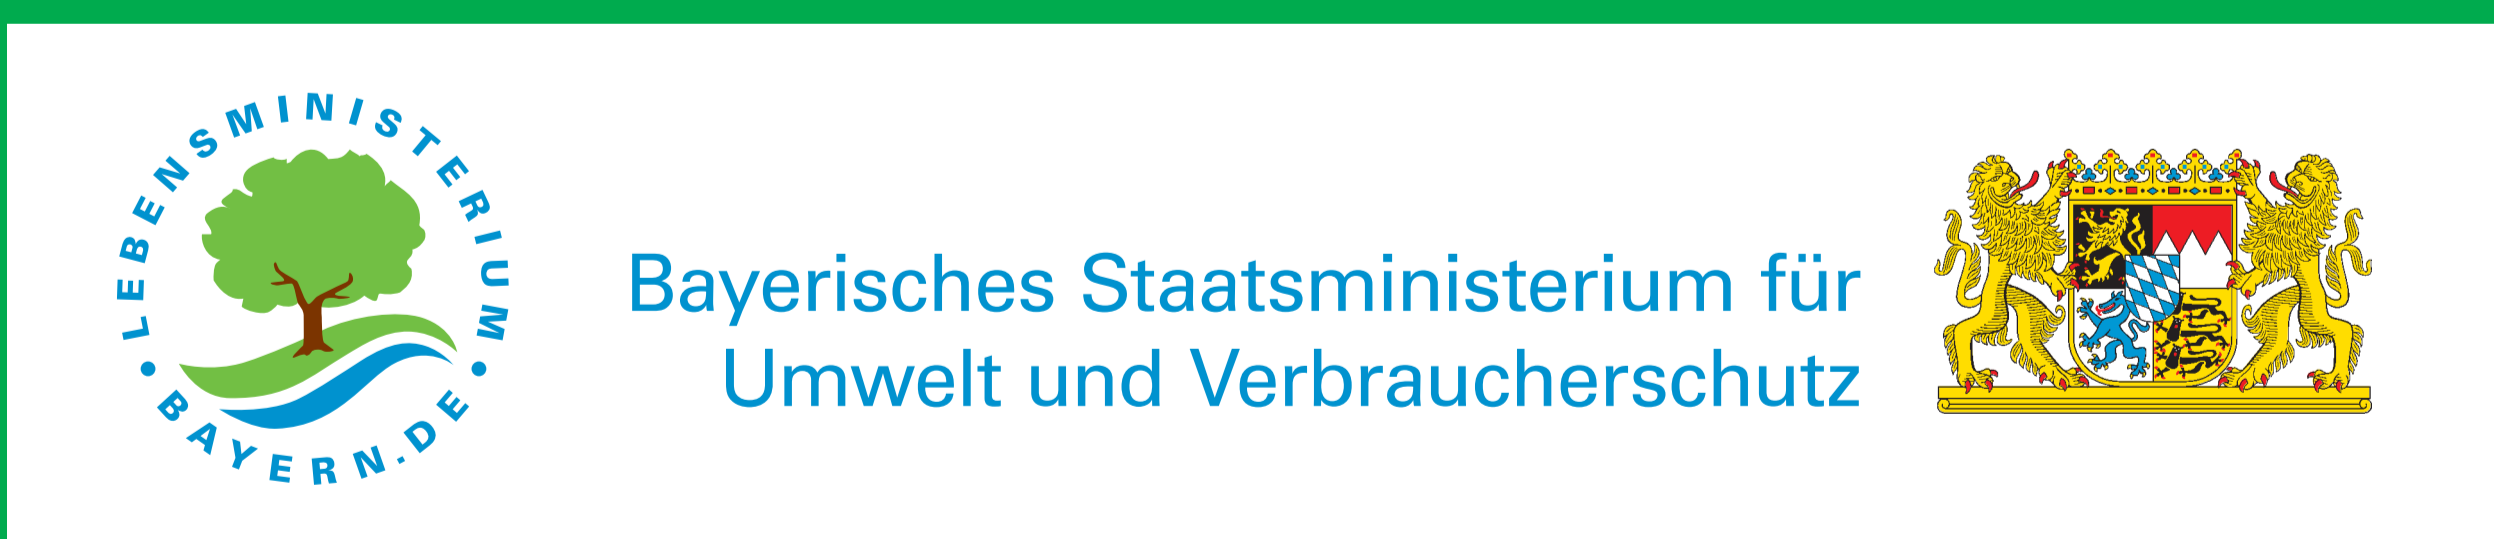 LEBENSMINISTERIUM
BAYERN.DE
Bayerisches Staatsministerium für
Umwelt und Verbraucherschutz